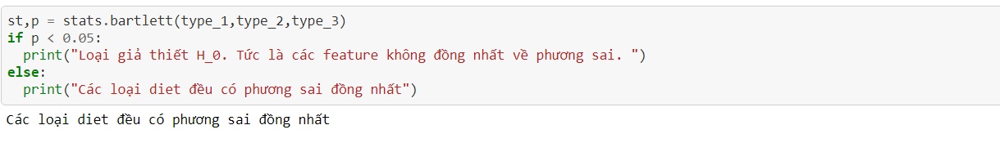 st,p = stats.bartlett(type_1,type_2,type_3)
if p < 0.05:
  print("Loại giả thiết H_0. Tức là các feature không đồng nhất về phương sai. ")
else:
  print("Các loại diet đều có phương sai đồng nhất")
Các loại diet đều có phương sai đồng nhất